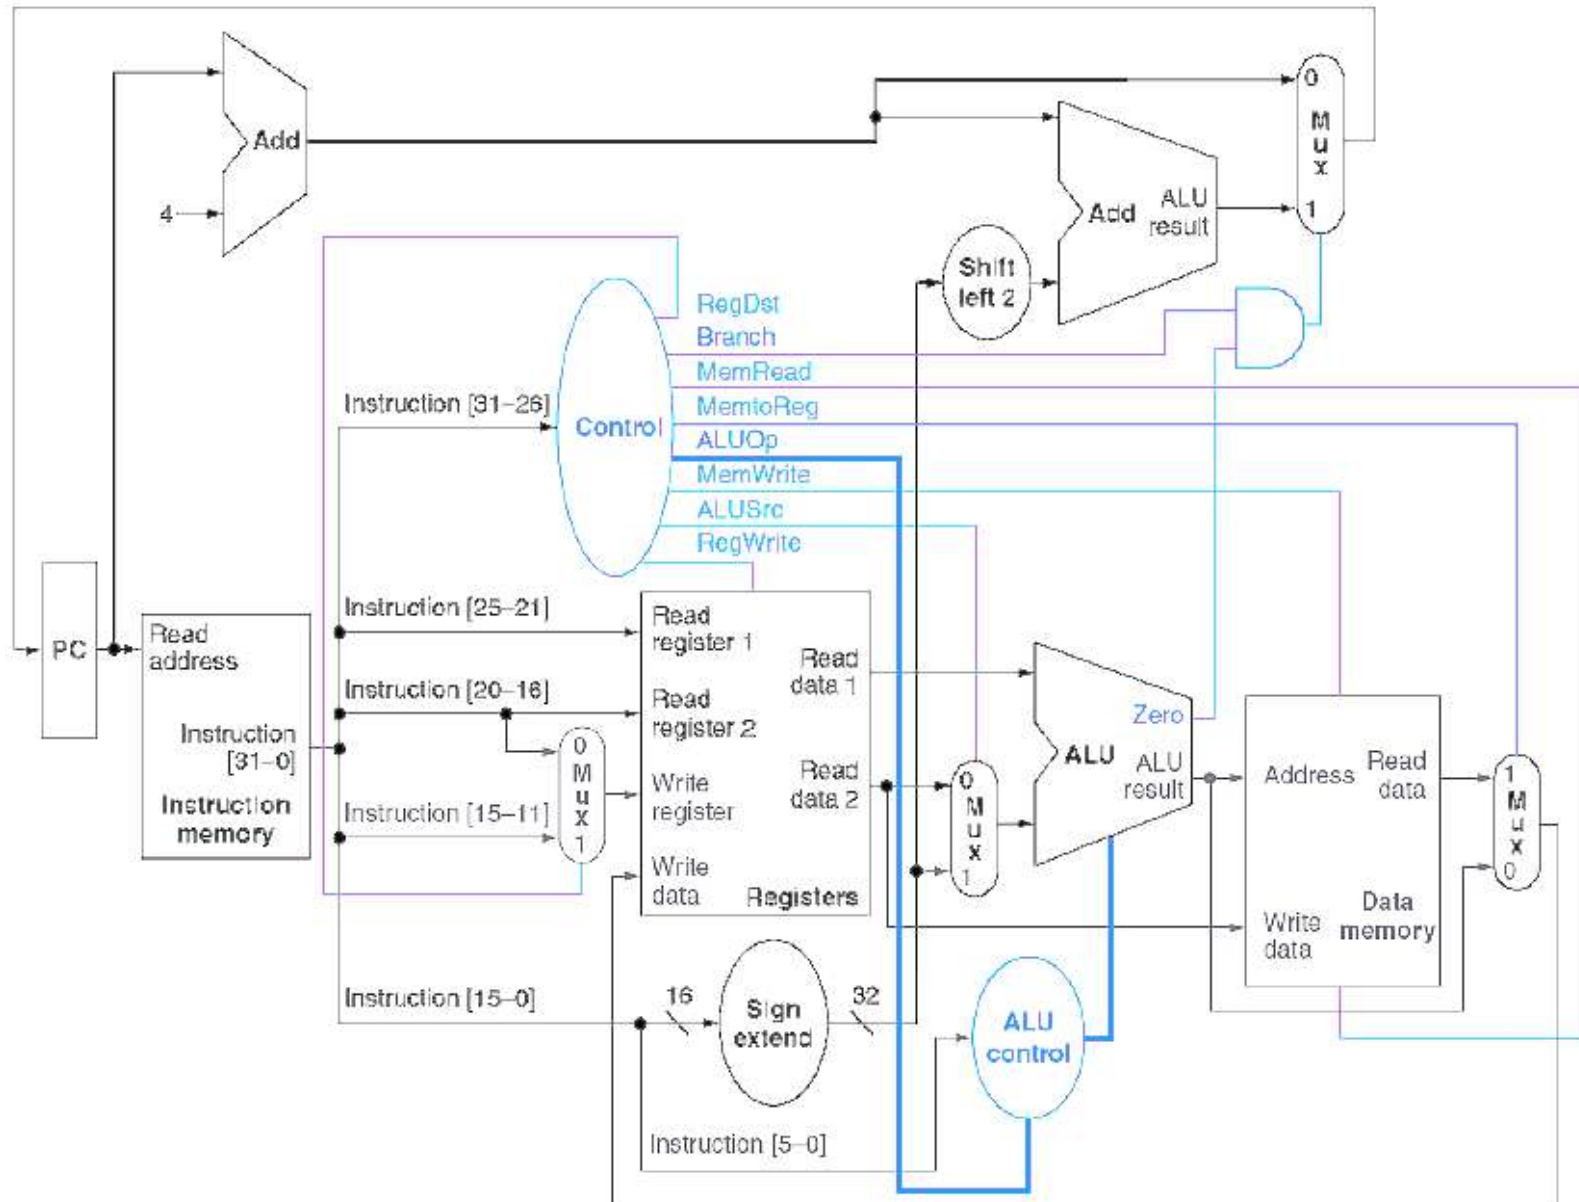 0
M
u
x
1
Add
4
Add
ALU
result
Shift
left 2
RegDst
Branch
MemRead
MemtoReg
ALUOp
MemWrite
ALUSrc
RegWrite
Control
Instruction [31–26]
Instruction [25–21]
Instruction [20–16]
Instruction [15–11]
Instruction [15–0]
Instruction [5–0]
PC
Read
address
Instruction
[31–0]
Instruction
memory
0
M
u
x
1
Read
register 1
Read
register 2
Write
register
Write
data
Read
data 1
Read
data 2
Registers
0
M
u
x
1
Zero
ALU
ALU
result
Address
Read
data
Write
data
Data
memory
1
M
u
x
0
16
Sign
extend
32
ALU
control